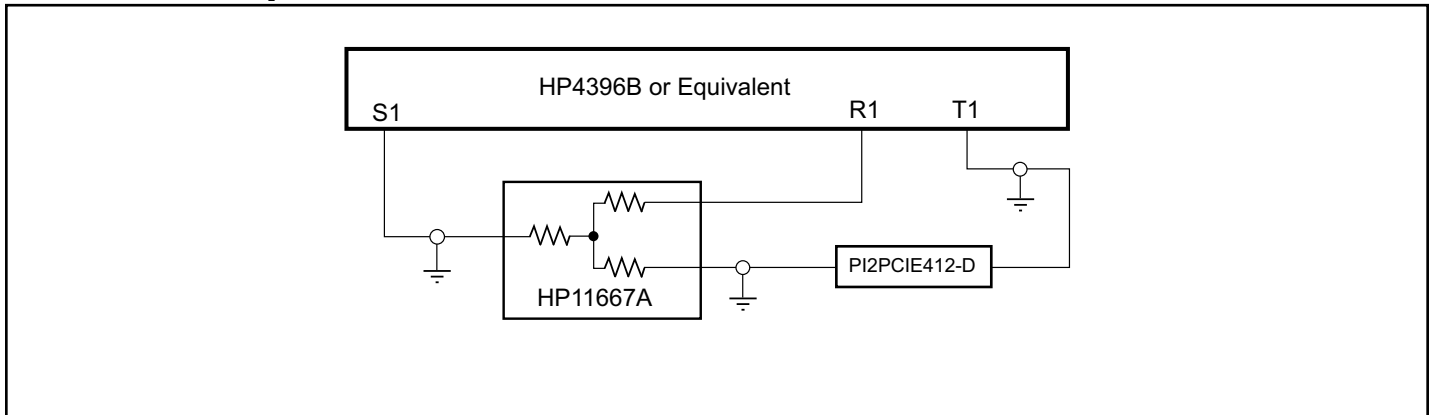 HP4396B or Equivalent
S1
R1
T1
PI2PCIE412-D
HP11667A